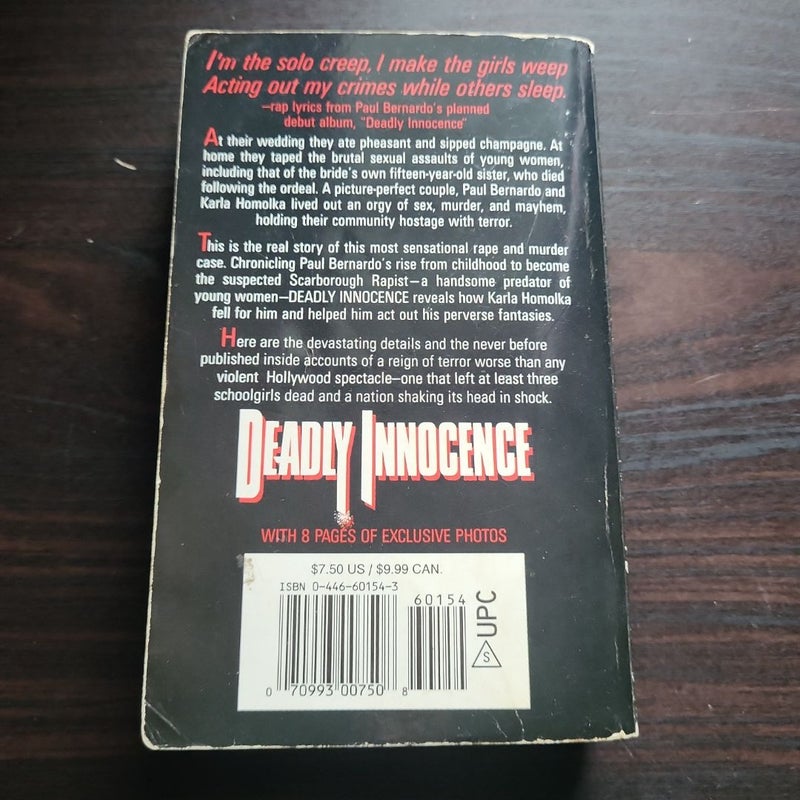 I'm the solo creep, I make the girls weep
Acting out my crimes while others sleep.
—rap lyrics from Paul Bernardo's planned
debut album, "Deadly Innocence"
At their wedding they ate pheasant and sipped champagne. At
home they taped the brutal sexual assaults of young women,
including that of the bride's own fifteen-year-old sister, who died
following the ordeal. A picture-perfect couple, Paul Bernardo and
Karla Homolka lived out an orgy of sex, murder, and mayhem,
holding their community hostage with terror.
This is the real story of this most sensational rape and murder
case. Chronicling Paul Bernardo's rise from childhood to become
the suspected Scarborough Rapist—a handsome predator of
young women—DEADLY INNOCENCE reveals how Karla Homolka
fell for him and helped him act out his perverse fantasies.
Here are the devastating details and the never before
published inside accounts of a reign of terror worse than any
violent Hollywood spectacle—one that left at least three
schoolgirls dead and a nation shaking its head in shock.
DEADLY INNOCENCE
WITH 8 PAGES OF EXCLUSIVE PHOTOS
$7.50 US / $9.99 CAN.
ISBN 0-446-60154-3
60154
UPC
S
0 70993 00750 8